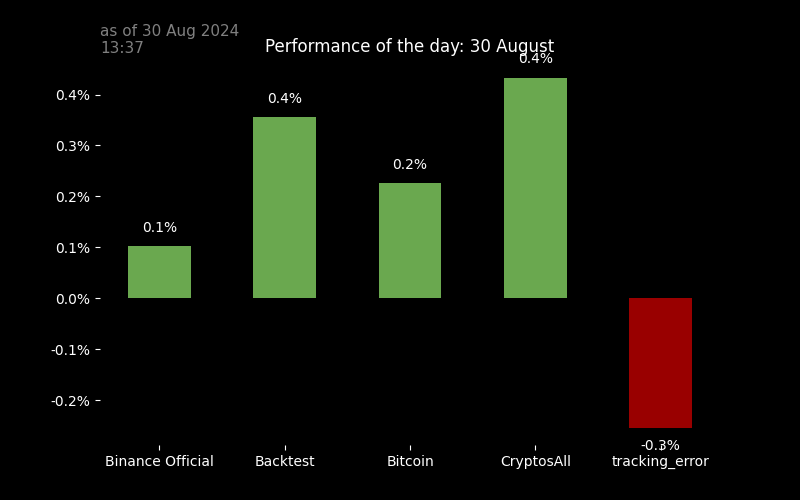 as of 30 Aug 2024
13:37
Performance of the day: 30 August
0.4%
0.4%
0.4%
0.3%
0.2%
0.2%
0.1%
0.1%
0.0%
-0.1%
-0.2%
-0.3%
Binance Official
Backtest
Bitcoin
CryptosAll
tracking_error